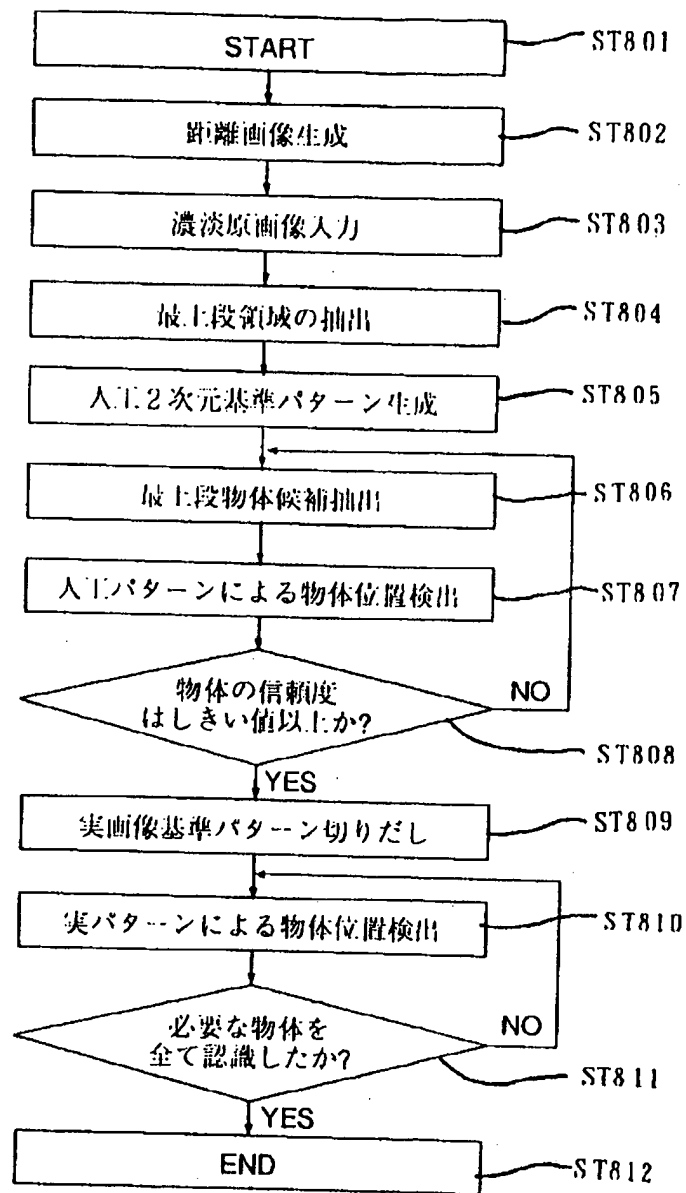 START
ST801
距離画像生成
ST802
濃淡原画像入力
ST803
最上段領域の抽出
ST804
人工2次元基準パターン生成
ST805
最上段物体候補抽出
ST806
人工パターンによる物体位置検出
ST807
物体の信頼度
はしきい値以上か?
NO
ST808
YES
実画像基準パターン切りだし
ST809
実パターンによる物体位置検出
ST810
必要な物体を
全て認識したか?
NO
ST811
YES
END
ST812